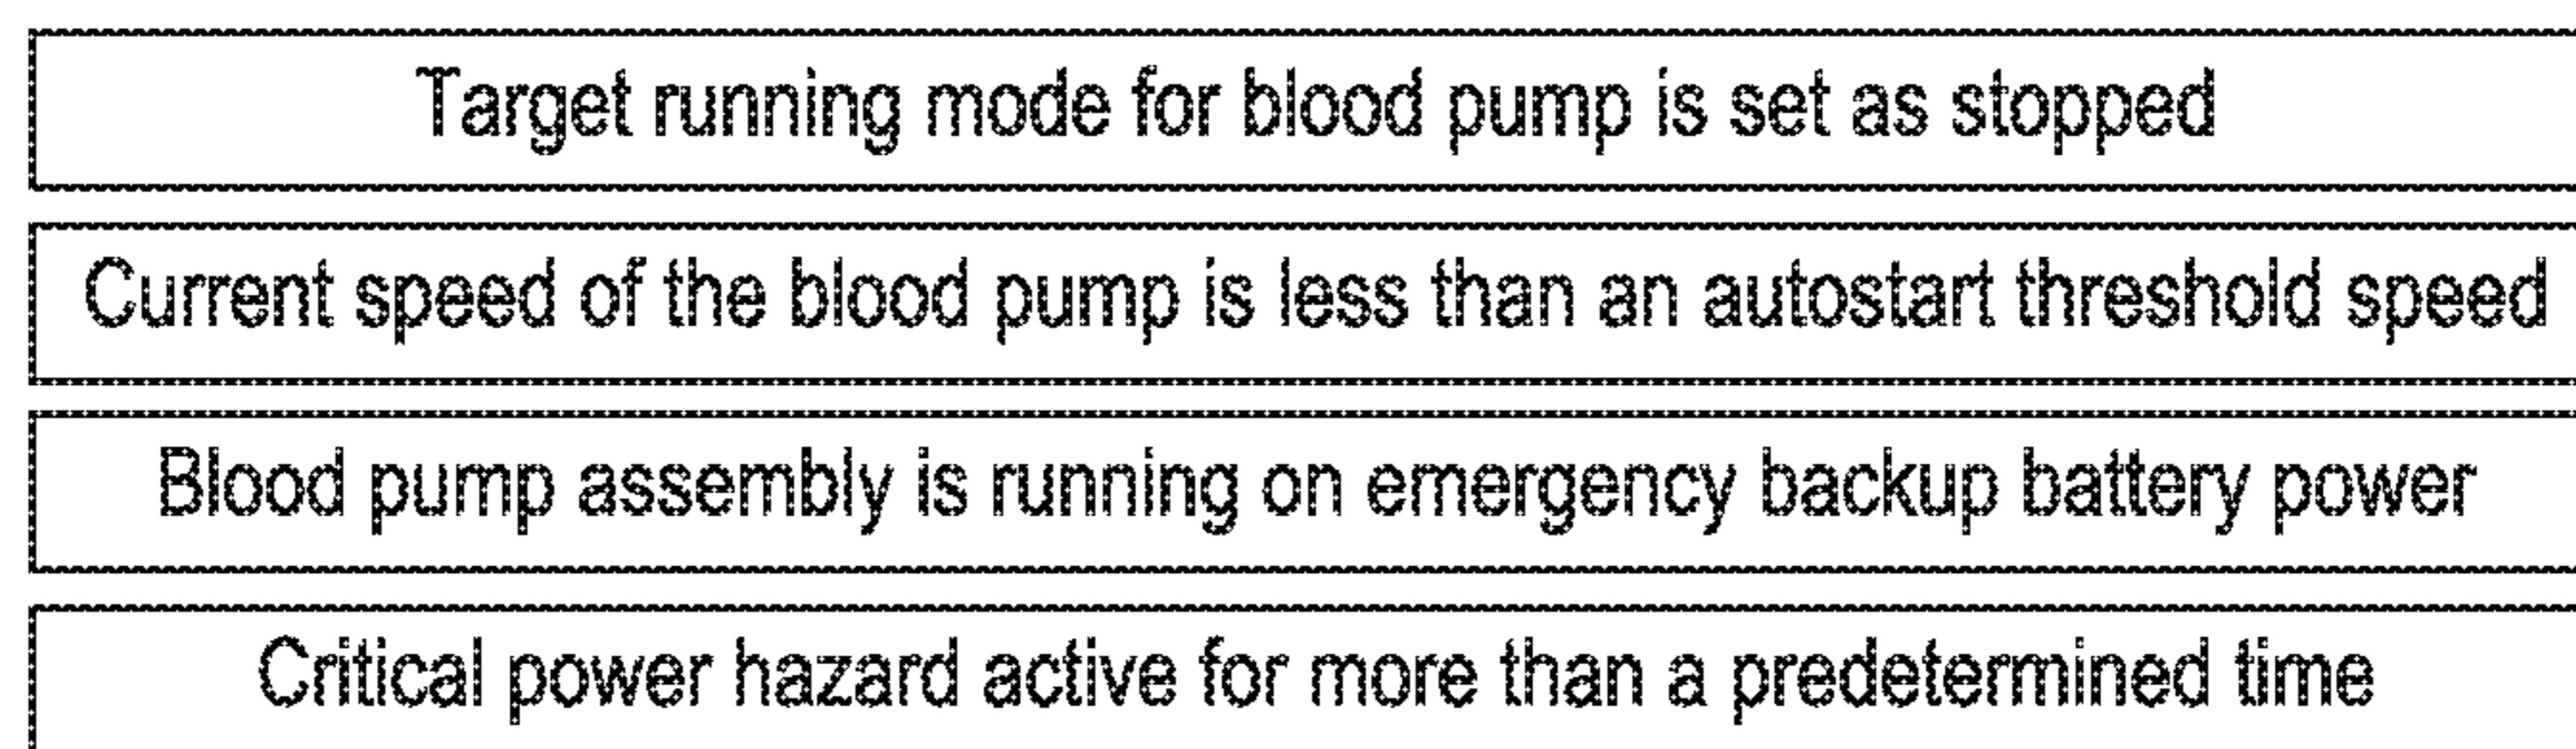 Target running mode for blood pump is set as stopped
Current speed of the blood pump is less than an autostart threshold speed
Blood pump assembly is running on emergency backup battery power
Critical power hazard active for more than a predetermined time